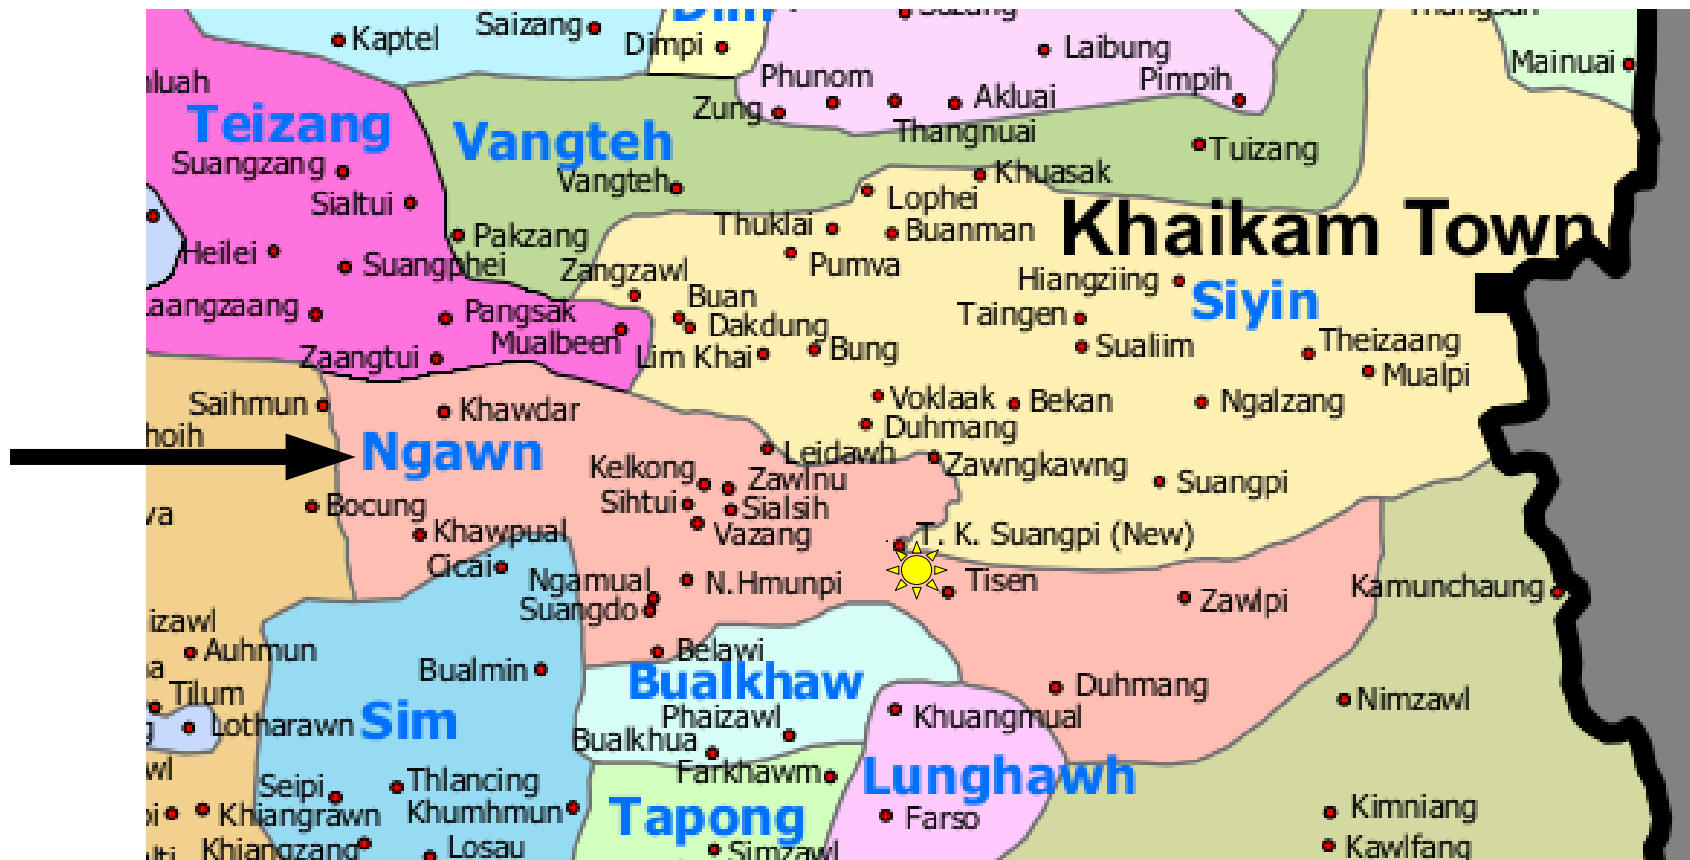 Saizang
Kaptel
Dimpi
Laibung
Mainuai
Phunom
Pimpih
Akluai
Zung
Teizang
Vangteh
Thangnuai
Tuizang
Suangzang
Khuasak
Vangteh
Sialtui
Lophei
Thuklai
Buanman
Khaikam Town
Pakzang
Heilei
Suangphei
Pumva
Zangzawl
Hiangziing
Siyin
Buan
Pangsak
Taingen
Dakdung
Mualbeen
Sualiim
Theizaang
Lim Khai
Bung
Zaangtui
Mualpi
Saihmun
Khawdar
Voklaak
Bekan
Ngalzang
Duhmang
Ngawn
Leidawh
Zawngkawng
Kelkong
Zawlnu
Suangpi
Sihtui
Sialsih
Bocung
Khawpual
Vazang
T. K. Suangpi (New)
Cicai
Ngamual
N.Hmunpi
Tisen
Kamunchaung
Suangdo
Zawlpi
Auhmun
Belawi
Bualmin
Bualkhaw
Duhmang
Tilum
Nimzawl
Lotharawn
Sim
Phaizawl
Khuangmual
Bualkhua
Farkhawm
Lunghawh
Seipi
Thlancing
Khiangrawn
Khumhmun
Tapong
Farso
Kimniang
Khiangzang
Losau
Simzawl
Kawlfang